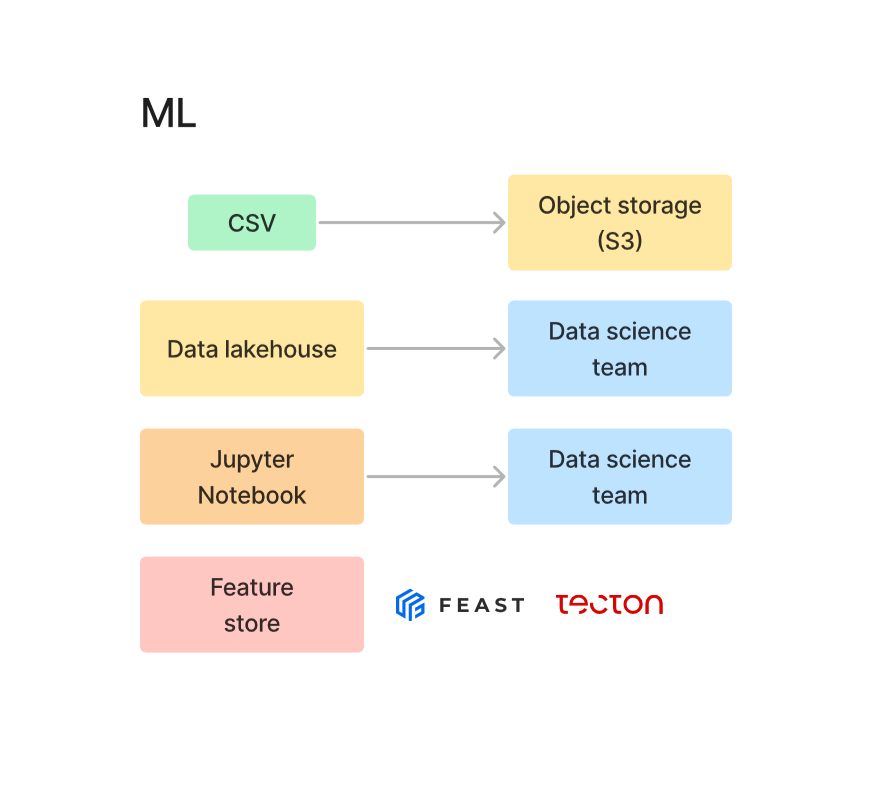 ML
CSV
Object storage
(S3)
Data lakehouse
Data science
team
Jupyter
Notebook
Data science
team
Feature
store
FEAST
TECTON